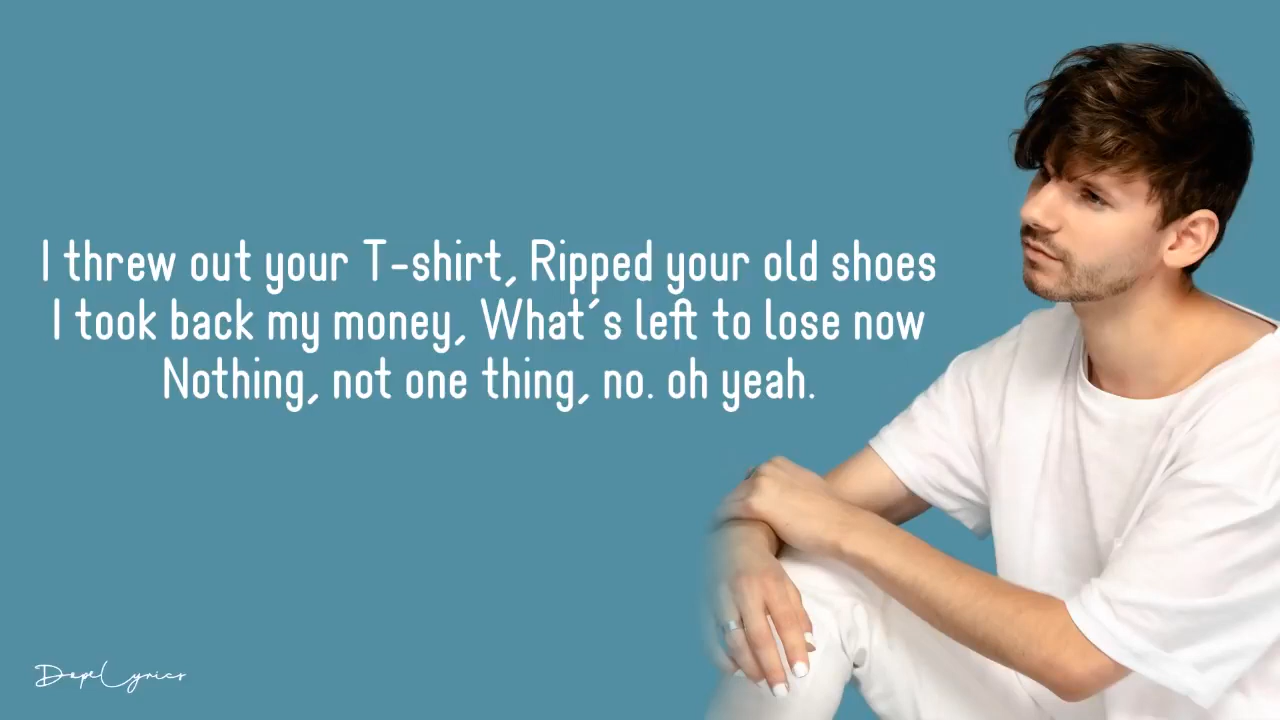 I threw out your T-shirt, Ripped your old shoes
I took back my money, What´s left to lose now
Nothing, not one thing, no. oh yeah.
DopeLyrics